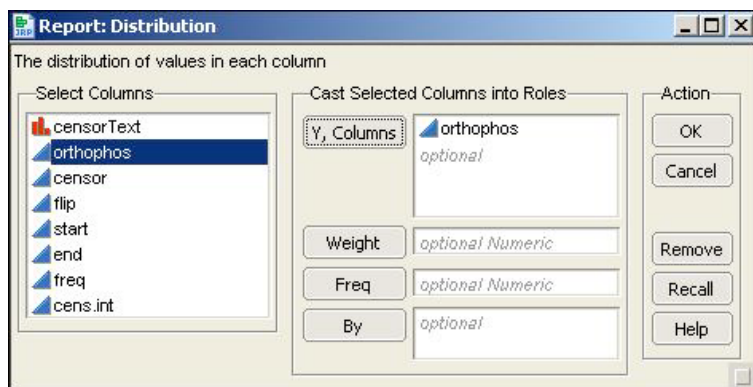 Report: Distribution
The distribution of values in each column
Select Columns
censorText
orthophos
censor
flip
start
end
freq
cens.int
Cast Selected Columns into Roles
Y, Columns
orthophos
optional
Weight
optional Numeric
Freq
optional Numeric
By
optional
Action
OK
Cancel
Remove
Recall
Help